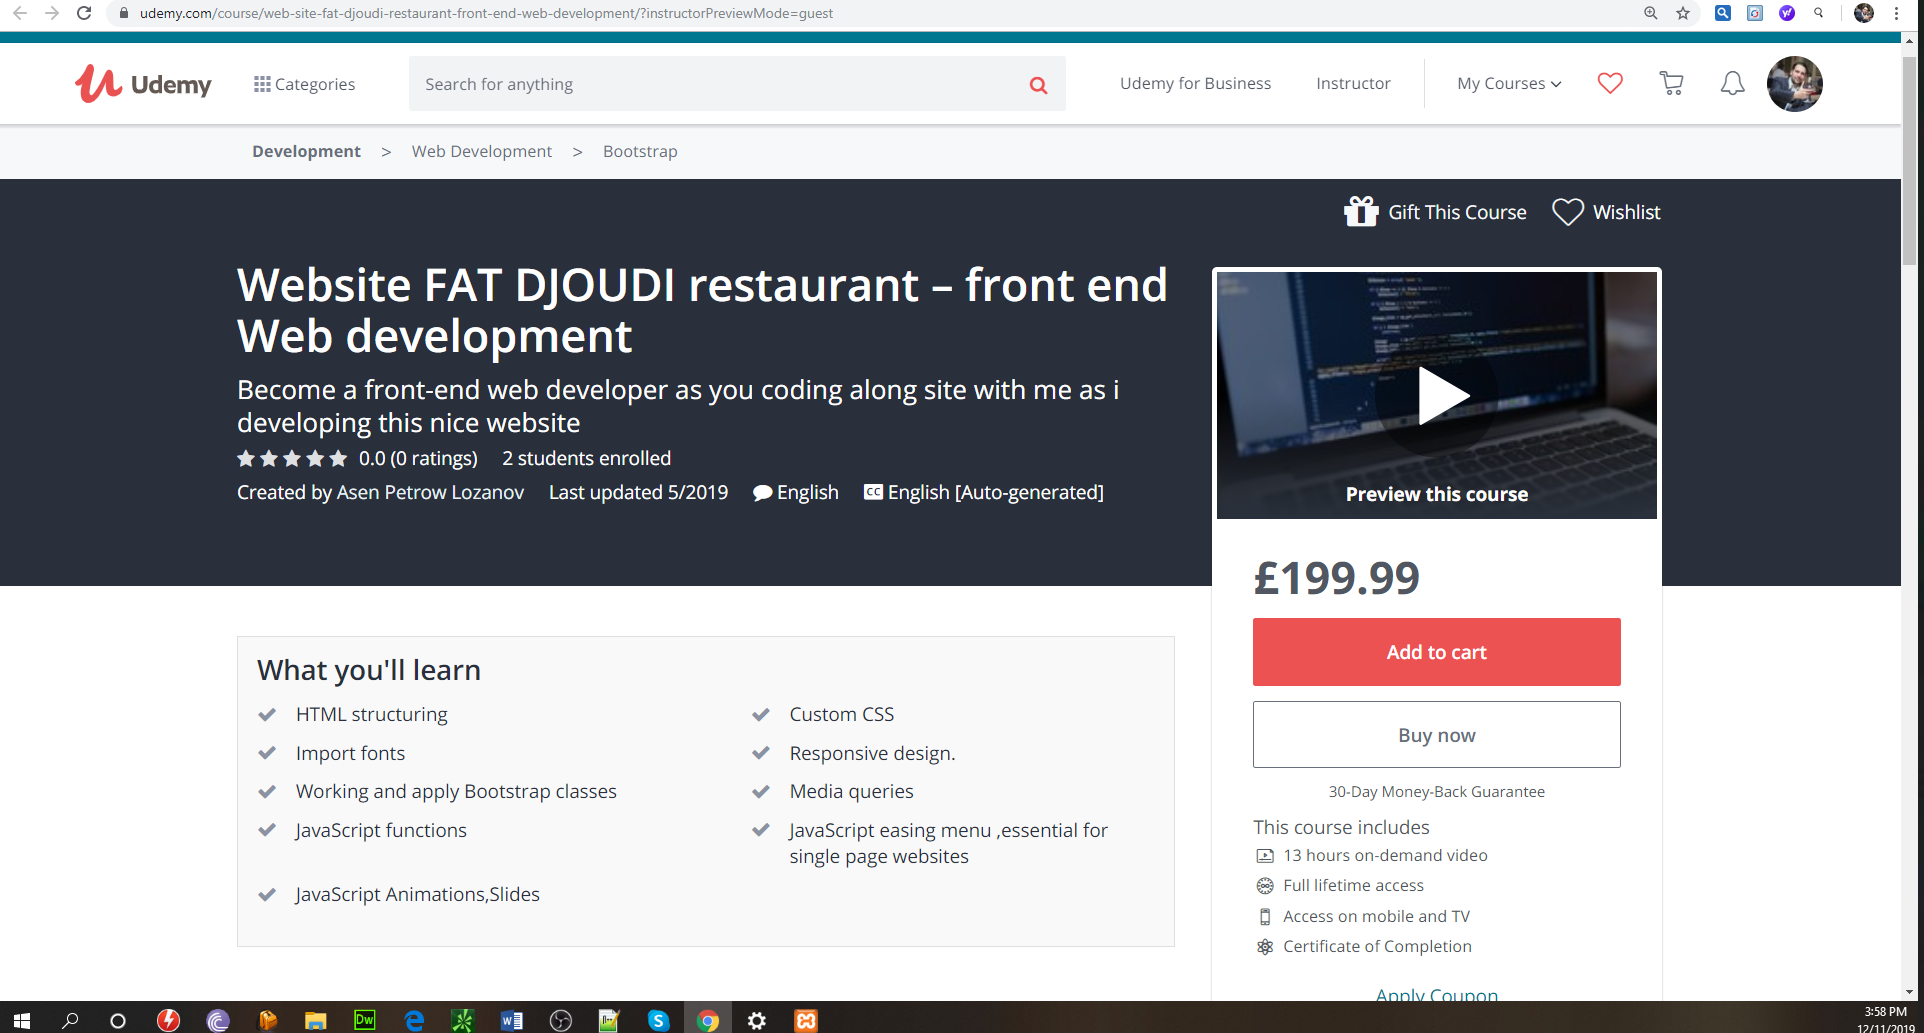 udemy.com/course/web-site-fat-djoudi-restaurant-front-end-web-development/?instructorPreviewMode=guest
Udemy
Categories
Search for anything
Udemy for Business
Instructor
My Courses
Development > Web Development > Bootstrap
Gift This Course
Wishlist
Website FAT DJOUDI restaurant – front end
Web development
Become a front-end web developer as you coding along site with me as i
developing this nice website
0.0 (0 ratings) 2 students enrolled
Created by Asen Petrow Lozanov Last updated 5/2019 English CC English [Auto-generated]
Preview this course
£199.99
Add to cart
Buy now
30-Day Money-Back Guarantee
This course includes
13 hours on-demand video
Full lifetime access
Access on mobile and TV
Certificate of Completion
Apply Coupon
What you'll learn
HTML structuring
Custom CSS
Import fonts
Responsive design.
Working and apply Bootstrap classes
Media queries
JavaScript functions
JavaScript easing menu ,essential for
single page websites
JavaScript Animations,Slides
Dw
3:58 PM
12/11/2019